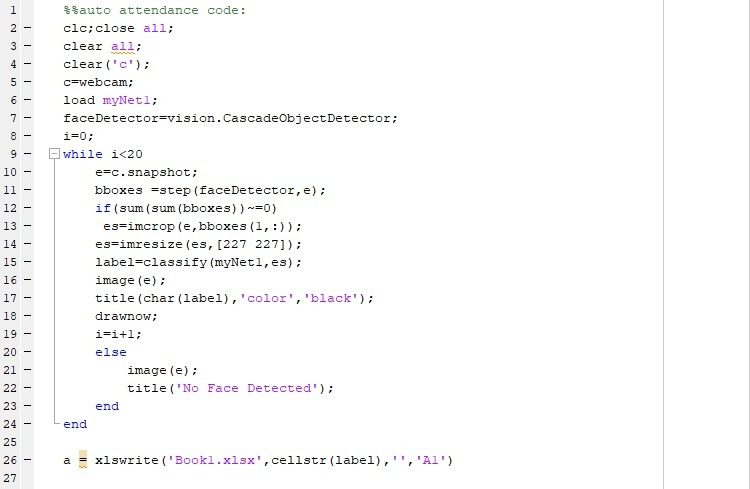 1 %%auto attendance code:
2 - clc;close all;
3 - clear all;
4 - clear('c');
5 - c=webcam;
6 - load myNet1;
7 - faceDetector=vision.CascadeObjectDetector;
8 - i=0;
9 - while i<20
10 - e=c.snapshot;
11 - bboxes =step(faceDetector,e);
12 - if(sum(sum(bboxes))~=0)
13 - es=imcrop(e,bboxes(1,:));
14 - es=imresize(es,[227 227]);
15 - label=classify(myNet1,es);
16 - image(e);
17 - title(char(label),'color','black');
18 - drawnow;
19 - i=i+1;
20 - else
21 - image(e);
22 - title('No Face Detected');
23 - end
24 - end
25
26 - a = xlswrite('Book1.xlsx',cellstr(label),'','A1')
27